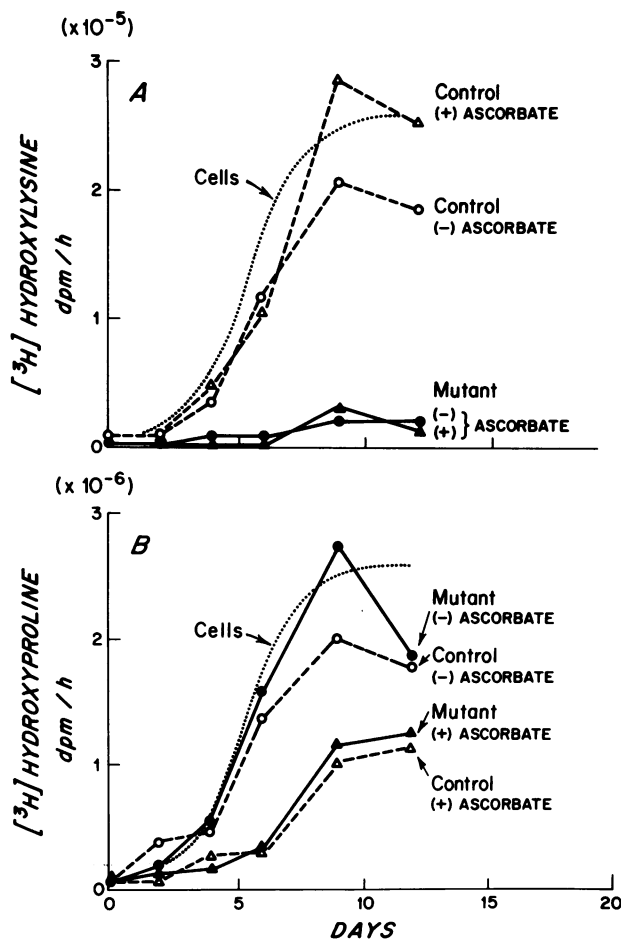 (x10⁻⁵)
3
A
Control
(+) ASCORBATE
2
Cells
Control
(-) ASCORBATE
[³H] HYDROXYLYSINE
dpm/h
1
Mutant
(-)
(+) } ASCORBATE
0
(x 10⁻⁶)
3
B
Mutant
(-) ASCORBATE
2
Cells
Control
(-) ASCORBATE
[³H] HYDROXYPROLINE
dpm/h
Mutant
(+) ASCORBATE
1
Control
(+) ASCORBATE
0
0 5 10 15 20
DAYS